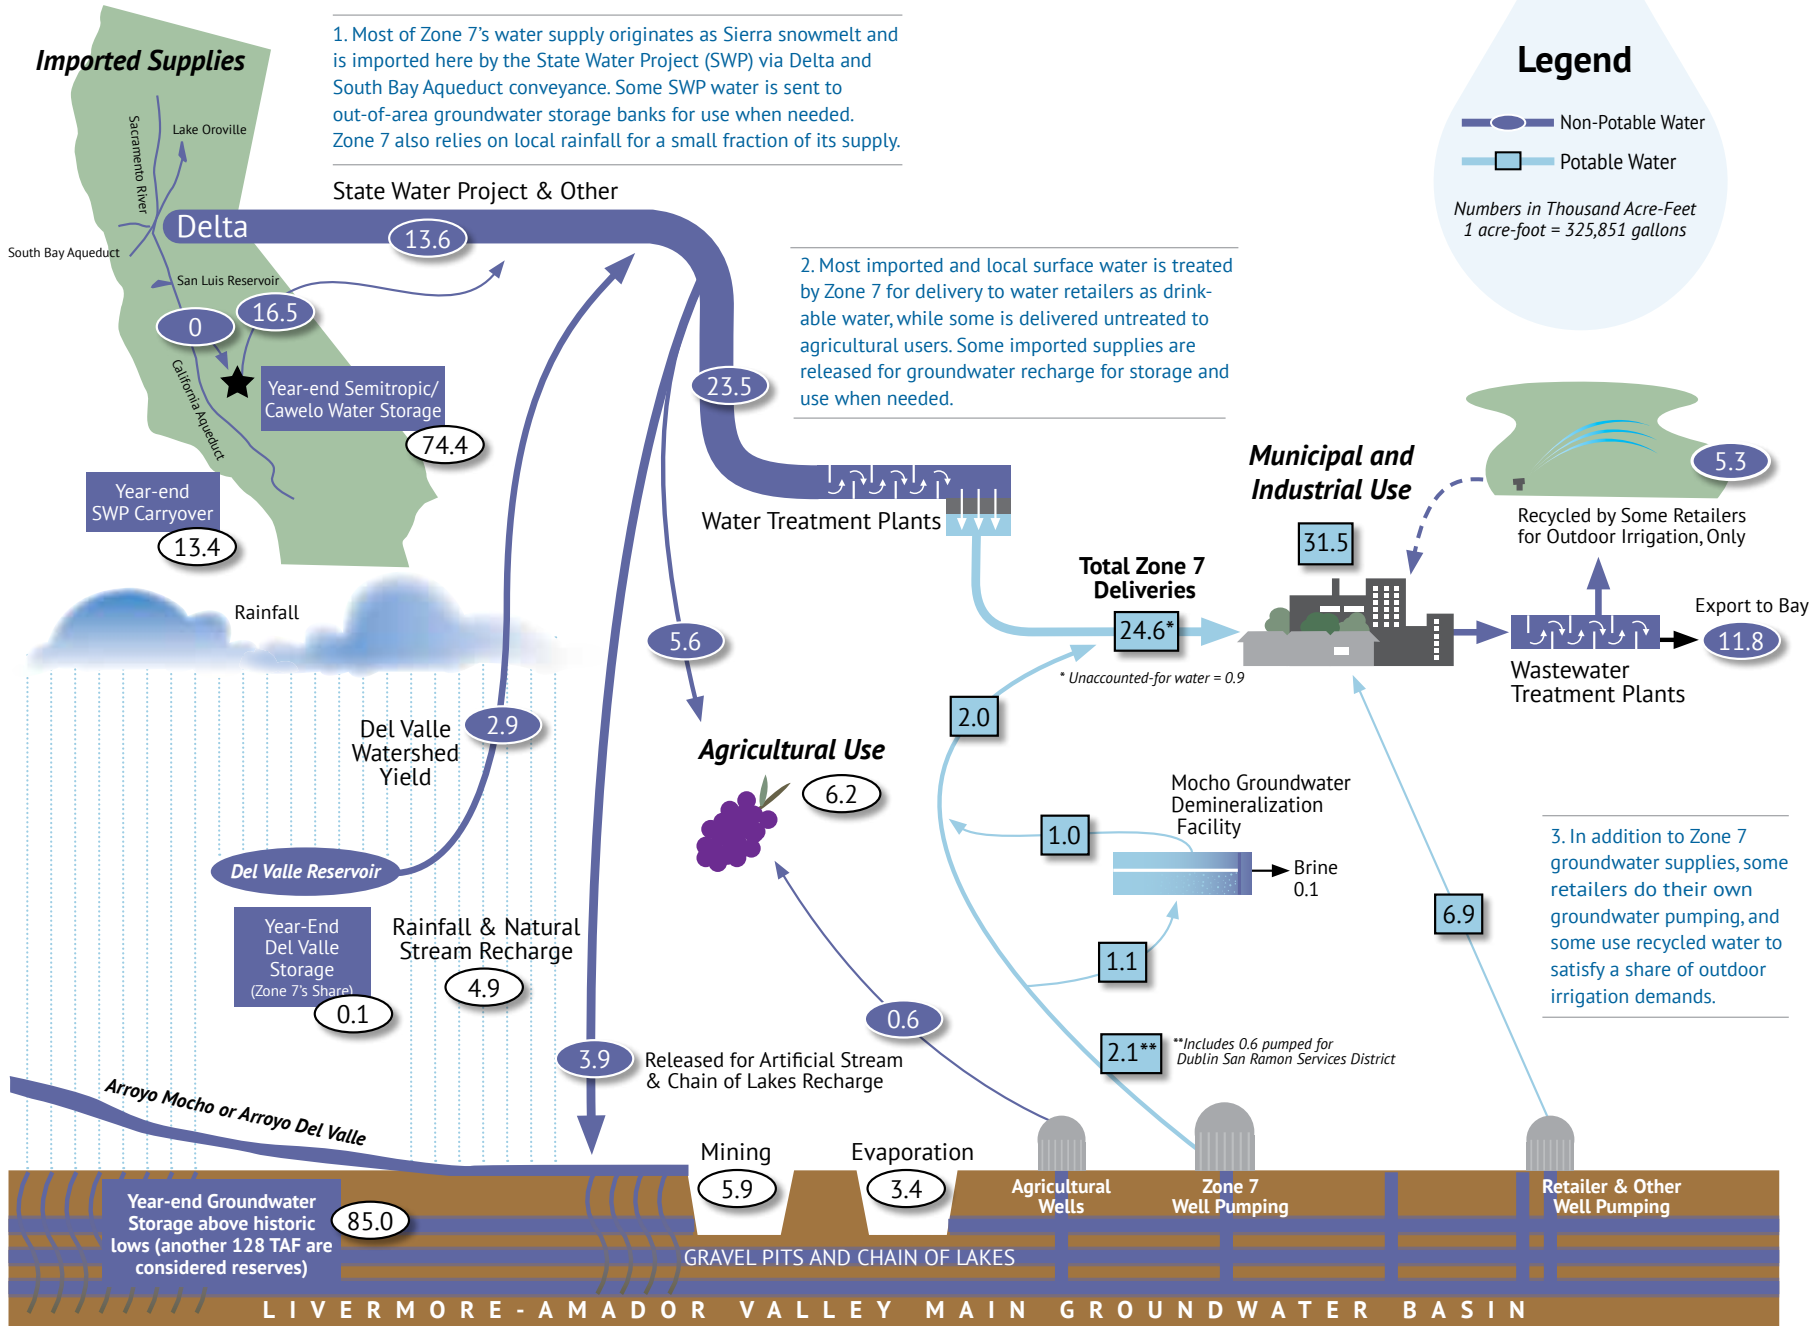 Imported Supplies
1. Most of Zone 7's water supply originates as Sierra snowmelt and
is imported here by the State Water Project (SWP) via Delta and
South Bay Aqueduct conveyance. Some SWP water is sent to
out-of-area groundwater storage banks for use when needed.
Zone 7 also relies on local rainfall for a small fraction of its supply.
Legend
Non-Potable Water
Potable Water
Numbers in Thousand Acre-Feet
1 acre-foot = 325,851 gallons
Sacramento River
Lake Oroville
State Water Project & Other
Delta
13.6
South Bay Aqueduct
San Luis Reservoir
0
16.5
California Aqueduct
Year-end Semitropic/
Cawelo Water Storage
74.4
Year-end
SWP Carryover
13.4
2. Most imported and local surface water is treated
by Zone 7 for delivery to water retailers as drink-
able water, while some is delivered untreated to
agricultural users. Some imported supplies are
released for groundwater recharge for storage and
use when needed.
23.5
Water Treatment Plants
Municipal and
Industrial Use
31.5
5.3
Recycled by Some Retailers
for Outdoor Irrigation, Only
Total Zone 7
Deliveries
24.6*
* Unaccounted-for water = 0.9
Export to Bay
11.8
Wastewater
Treatment Plants
Rainfall
5.6
Del Valle
Watershed
Yield
2.9
2.0
Agricultural Use
6.2
Mocho Groundwater
Demineralization
Facility
1.0
Brine
0.1
1.1
6.9
3. In addition to Zone 7
groundwater supplies, some
retailers do their own
groundwater pumping, and
some use recycled water to
satisfy a share of outdoor
irrigation demands.
Del Valle Reservoir
Year-End
Del Valle
Storage
(Zone 7's Share)
0.1
Rainfall & Natural
Stream Recharge
4.9
0.6
2.1**
**Includes 0.6 pumped for
Dublin San Ramon Services District
3.9
Released for Artificial Stream
& Chain of Lakes Recharge
Arroyo Mocho or Arroyo Del Valle
Mining
5.9
Evaporation
3.4
Agricultural
Wells
Zone 7
Well Pumping
Retailer & Other
Well Pumping
Year-end Groundwater
Storage above historic
lows (another 128 TAF are
considered reserves)
85.0
GRAVEL PITS AND CHAIN OF LAKES
LIVERMORE-AMADOR VALLEY MAIN GROUNDWATER BASIN